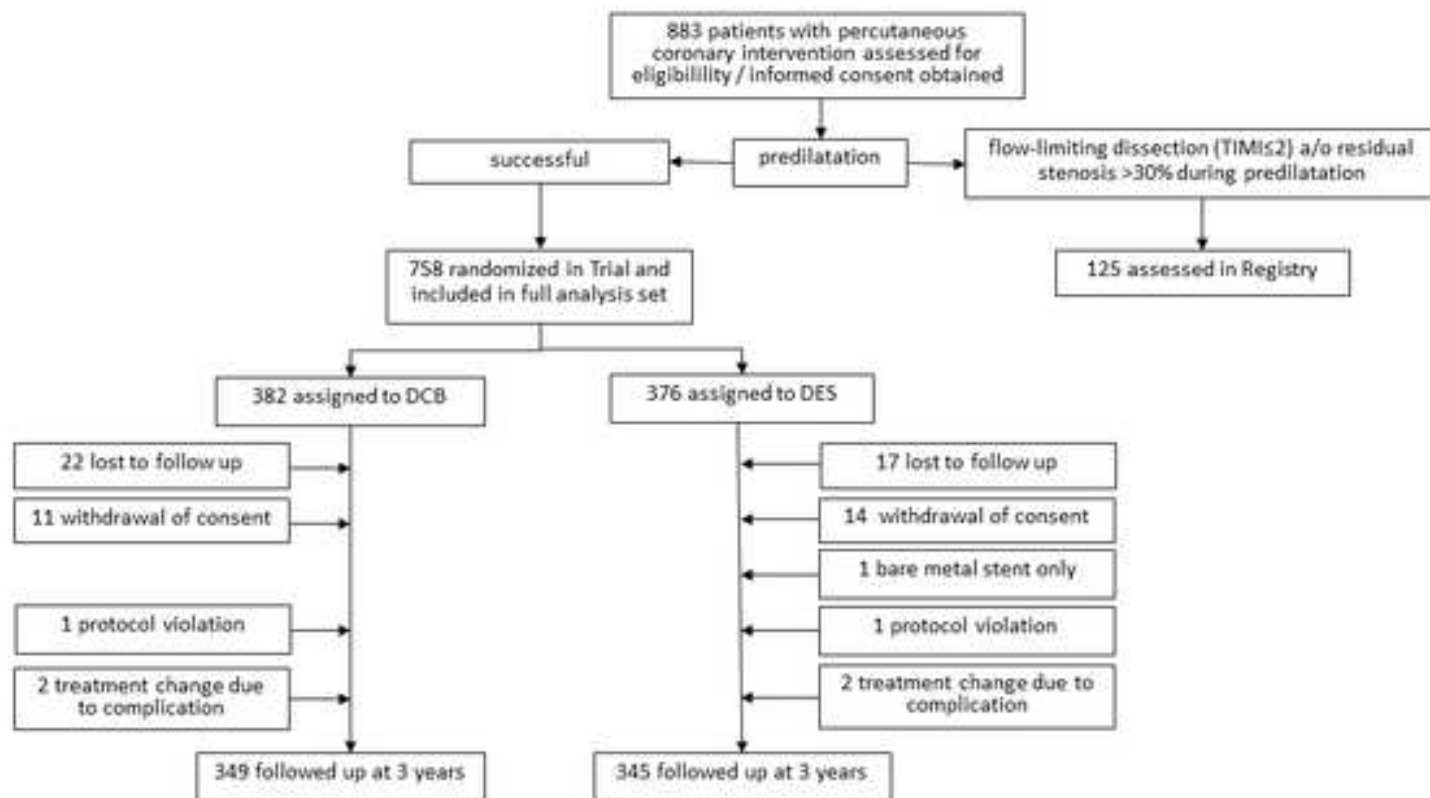 883 patients with percutaneous
coronary intervention assessed for
eligibilility / informed consent obtained
successful
predilatation
flow-limiting dissection (TIMI≤2) a/o residual
stenosis >30% during predilatation
758 randomized in Trial and
included in full analysis set
125 assessed in Registry
382 assigned to DCB
376 assigned to DES
22 lost to follow up
17 lost to follow up
11 withdrawal of consent
14 withdrawal of consent
1 bare metal stent only
1 protocol violation
1 protocol violation
2 treatment change due
to complication
2 treatment change due to
complication
349 followed up at 3 years
345 followed up at 3 years